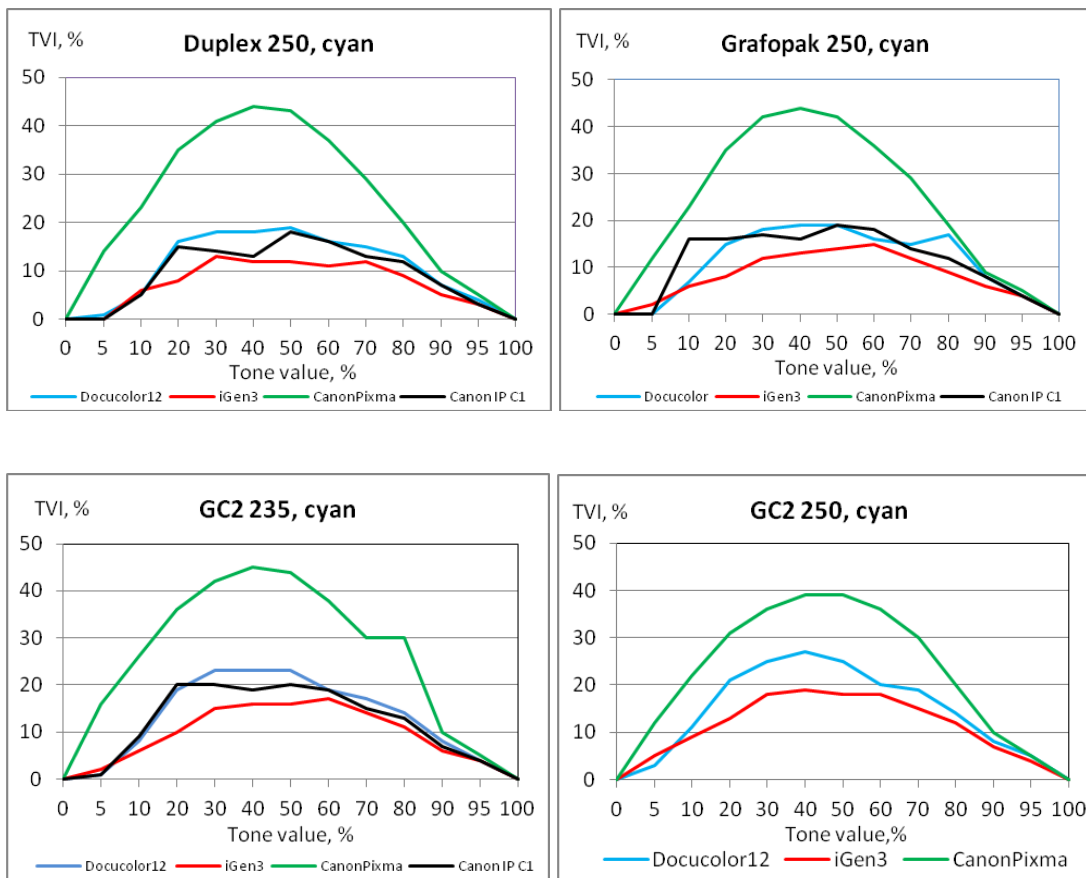 TVI, %
Duplex 250, cyan
50
40
30
20
10
0
0 5 10 20 30 40 50 60 70 80 90 95 100
Tone value, %
Docucolor12 iGen3 CanonPixma Canon IP C1
TVI, %
Grafopak 250, cyan
50
40
30
20
10
0
0 5 10 20 30 40 50 60 70 80 90 95 100
Tone value, %
Docucolor iGen3 CanonPixma Canon IP C1
TVI, %
GC2 235, cyan
50
40
30
20
10
0
0 5 10 20 30 40 50 60 70 80 90 95 100
Tone value, %
Docucolor12 iGen3 CanonPixma Canon IP C1
TVI, %
GC2 250, cyan
50
40
30
20
10
0
0 5 10 20 30 40 50 60 70 80 90 95 100
Tone value,%
Docucolor12 iGen3 CanonPixma